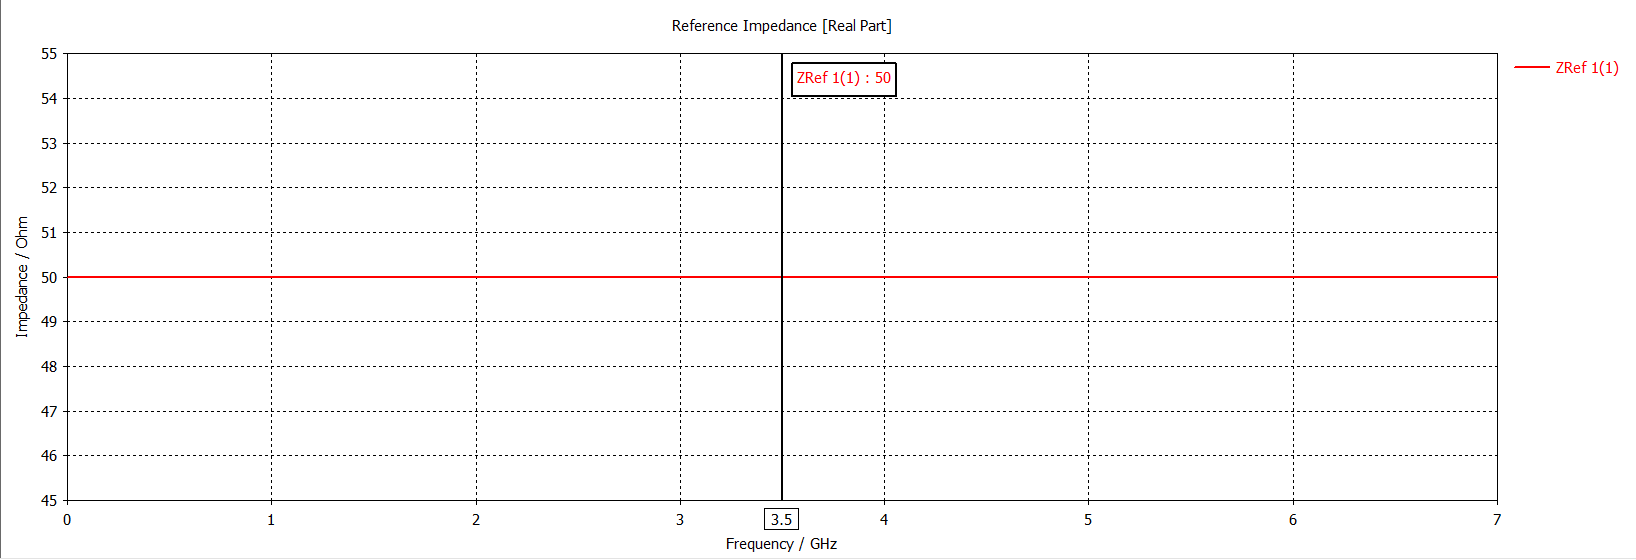 Reference Impedance [Real Part]
ZRef 1(1) : 50
ZRef 1(1)
Impedance / Ohm
55
54
53
52
51
50
49
48
47
46
45
0 1 2 3 3.5 4 5 6 7
Frequency / GHz